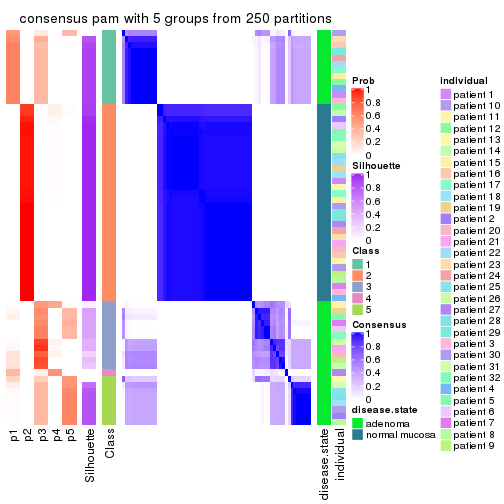 consensus pam with 5 groups from 250 partitions
Prob
1
0.8
0.6
0.4
0.2
0
Silhouette
1
0.8
0.6
0.4
0.2
0
Class
1
2
3
4
5
Consensus
1
0.8
0.6
0.4
0.2
0
disease.state
adenoma
normal mucosa
individual
patient 1
patient 10
patient 11
patient 12
patient 13
patient 14
patient 15
patient 16
patient 17
patient 18
patient 19
patient 2
patient 20
patient 21
patient 22
patient 23
patient 24
patient 25
patient 26
patient 27
patient 28
patient 29
patient 3
patient 30
patient 31
patient 32
patient 4
patient 5
patient 6
patient 7
patient 8
patient 9
p1
p2
p3
p4
p5
Silhouette
Class
disease.state
individual